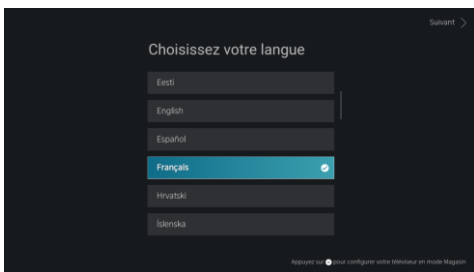 Suivant
Choisissez votre langue
Eesti
English
Español
Français
Hrvatski
Íslenska
Appuyez sur pour configurer votre téléviseur en mode Magasin